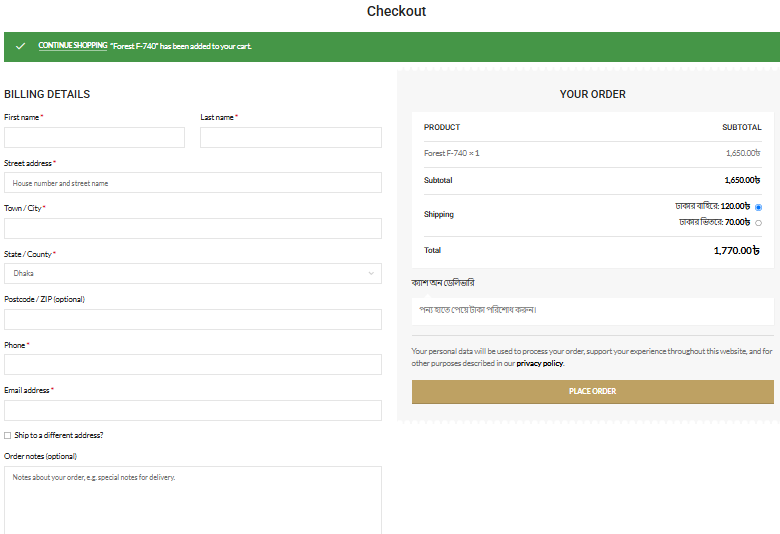 Checkout
CONTINUE SHOPPING "Forest F-740" has been added to your cart.
BILLING DETAILS
First name *
Last name *
Street address *
House number and street name
Town / City *
State / County *
Dhaka
Postcode / ZIP (optional)
Phone *
Email address *
Ship to a different address?
Order notes (optional)
Notes about your order, e.g. special notes for delivery.
YOUR ORDER
PRODUCT SUBTOTAL
Forest F-740 × 1 1,650.00৳
Subtotal 1,650.00৳
Shipping
ঢাকার বাহিরে: 120.00৳
ঢাকার ভিতরে: 70.00৳
Total 1,770.00৳
ক্যাশ অন ডেলিভারি
পন্য হাতে পেয়ে টাকা পরিশোধ করুন।
Your personal data will be used to process your order, support your experience throughout this website, and for
other purposes described in our privacy policy.
PLACE ORDER